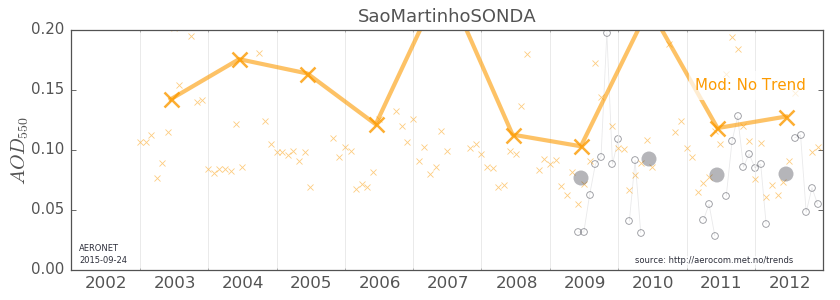 SaoMartinhoSONDA
0.20
0.15
0.10
0.05
0.00
AOD550
Mod: No Trend
AERONET
2015-09-24
source: http://aerocom.met.no/trends
2002 2003 2004 2005 2006 2007 2008 2009 2010 2011 2012